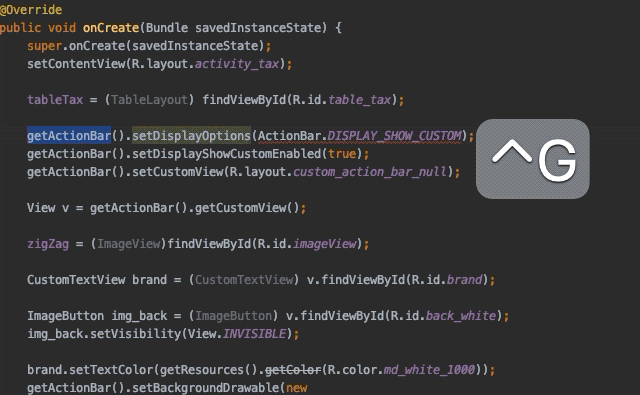 @Override
public void onCreate(Bundle savedInstanceState) {
super.onCreate(savedInstanceState);
setContentView(R.layout.activity_tax);
tableTax = (TableLayout) findViewById(R.id.table_tax);
getActionBar().setDisplayOptions(ActionBar.DISPLAY_SHOW_CUSTOM);
getActionBar().setDisplayShowCustomEnabled(true);
getActionBar().setCustomView(R.layout.custom_action_bar_null);
^G
View v = getActionBar().getCustomView();
zigZag = (ImageView)findViewById(R.id.imageView);
CustomTextView brand = (CustomTextView) v.findViewById(R.id.brand);
ImageButton img_back = (ImageButton) v.findViewById(R.id.back_white);
img_back.setVisibility(View.INVISIBLE);
brand.setTextColor(getResources().getColor(R.color.md_white_1000));
getActionBar().setBackgroundDrawable(new